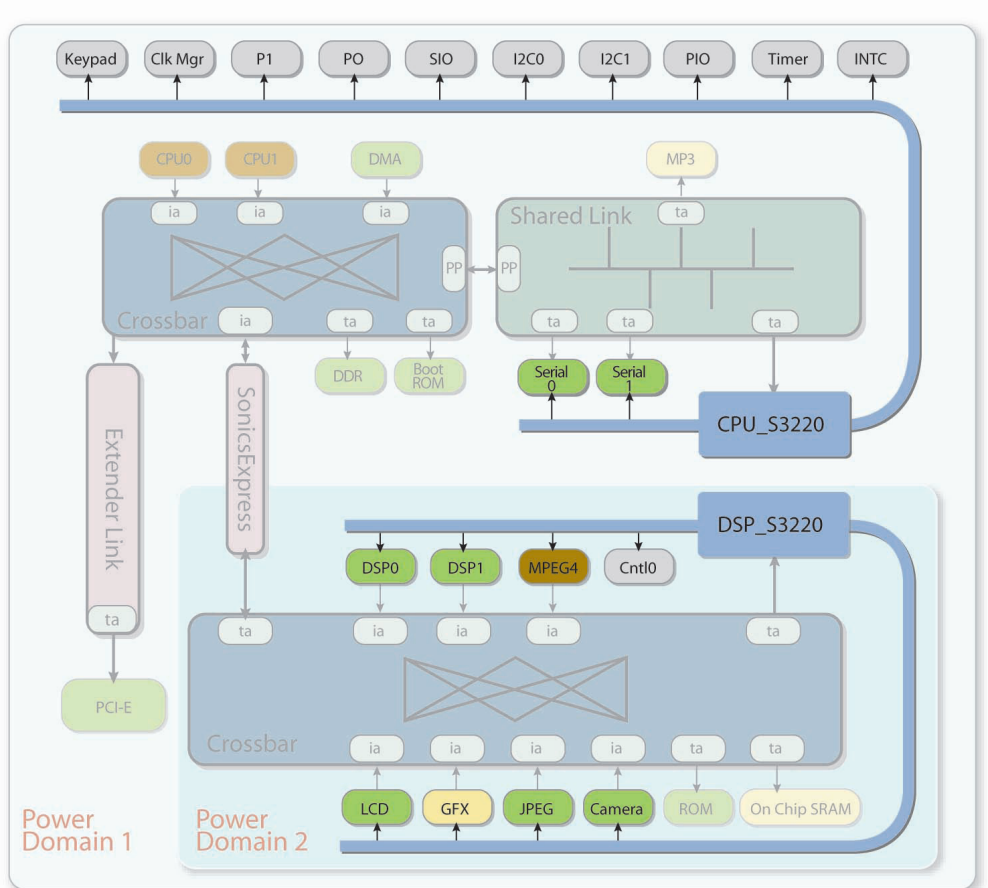 Keypad
Clk Mgr
P1
PO
SIO
I2C0
I2C1
PIO
Timer
INTC
CPU0
CPU1
DMA
MP3
ia
ia
ia
Shared Link
ta
PP
PP
Crossbar
ia
ta
ta
ta
ta
ta
DDR
Boot
ROM
Serial
0
Serial
1
Extender Link
SonicsExpress
CPU_S3220
DSP_S3220
DSP0
DSP1
MPEG4
Cntl0
ta
ta
ia
ia
ia
ta
PCI-E
Crossbar
ia
ia
ia
ia
ta
ta
LCD
GFX
JPEG
Camera
ROM
On Chip SRAM
Power
Domain 1
Power
Domain 2